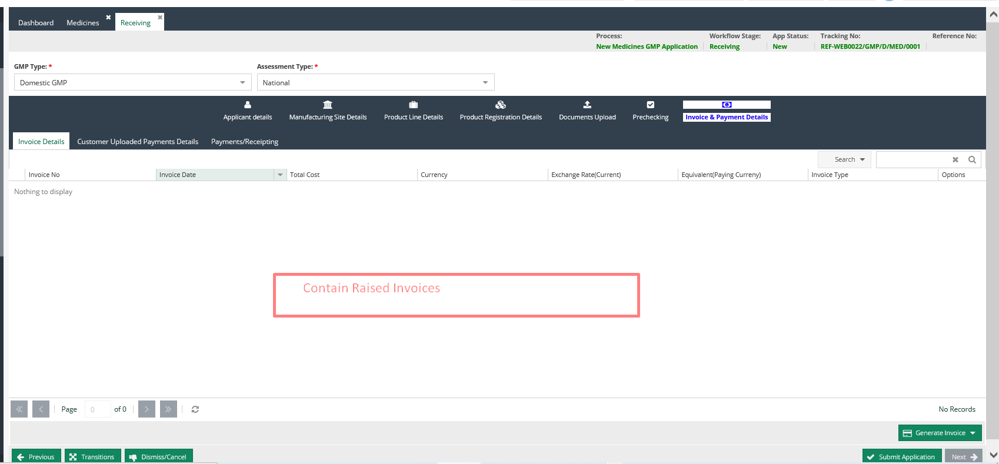 Dashboard Medicines Receiving
Process: Workflow Stage: App Status: Tracking No: Reference No:
New Medicines GMP Application Receiving New REF-WEB0022/GMP/D/MED/0001
GMP Type: * Assessment Type: *
Domestic GMP National
Applicant details Manufacturing Site Details Product Line Details Product Registration Details Documents Upload Prechecking Invoice & Payment Details
Invoice Details Customer Uploaded Payments Details Payments/Receipting
Search
Invoice No Invoice Date Total Cost Currency Exchange Rate(Current) Equivalent(Paying Curreny) Invoice Type Options
Nothing to display
Contain Raised Invoices
Page 0 of 0 No Records
Generate Invoice
Previous Transitions Dismiss/Cancel Submit Application Next